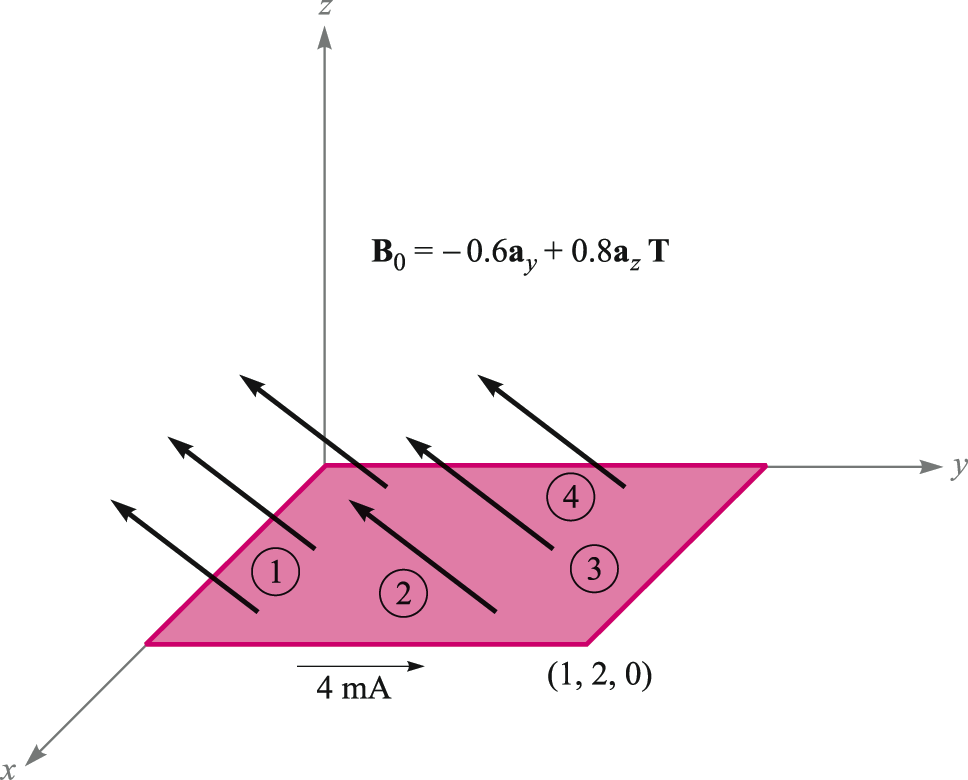 z
B₀ = – 0.6a_y + 0.8a_z T
y
4
3
1
2
(1, 2, 0)
4 mA
x